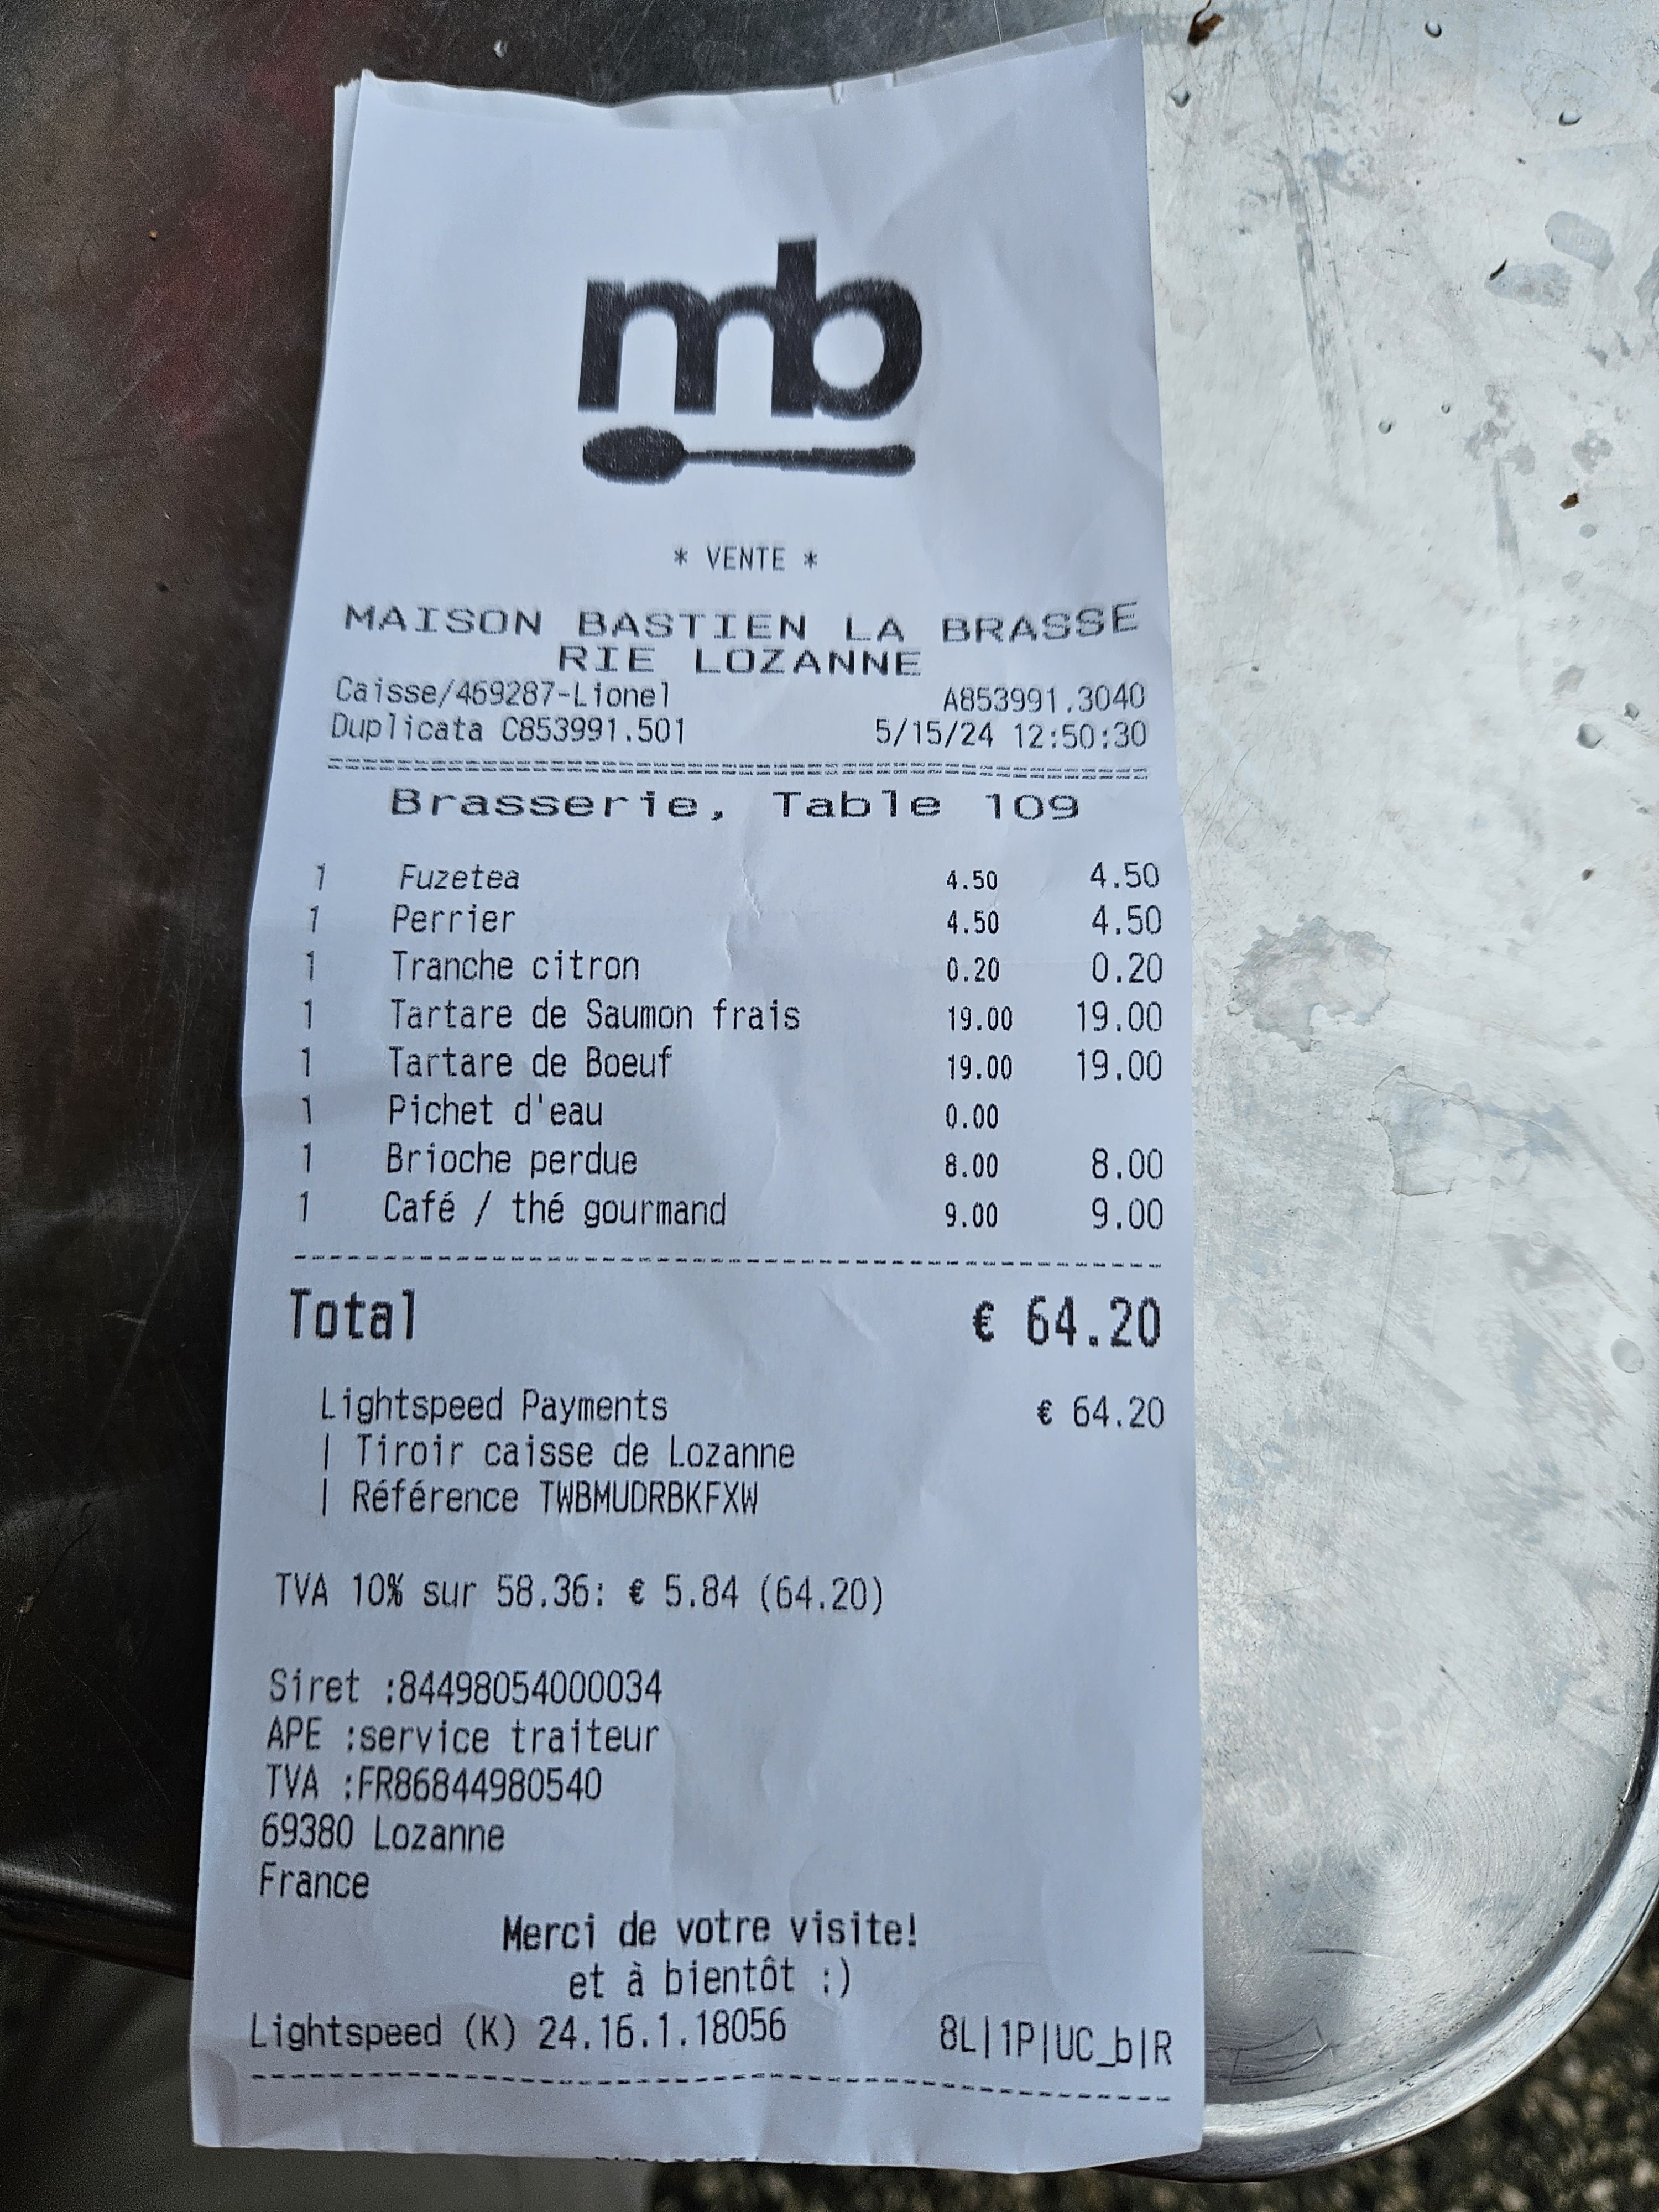 mb
* VENTE *
MAISON BASTIEN LA BRASSE
RIE LOZANNE
Caisse/469287-Lionel A853991.3040
Duplicata C853991.501 5/15/24 12:50:30
Brasserie, Table 109
1 Fuzetea 4.50 4.50
1 Perrier 4.50 4.50
1 Tranche citron 0.20 0.20
1 Tartare de Saumon frais 19.00 19.00
1 Tartare de Boeuf 19.00 19.00
1 Pichet d'eau 0.00
1 Brioche perdue 8.00 8.00
1 Café / thé gourmand 9.00 9.00
Total € 64.20
Lightspeed Payments € 64.20
| Tiroir caisse de Lozanne
| Référence TWBMUDRBKFXW
TVA 10% sur 58.36: € 5.84 (64.20)
Siret :84498054000034
APE :service traiteur
TVA :FR86844980540
69380 Lozanne
France
Merci de votre visite!
et à bientôt :)
Lightspeed (K) 24.16.1.18056 8L|1P|UC_b|R